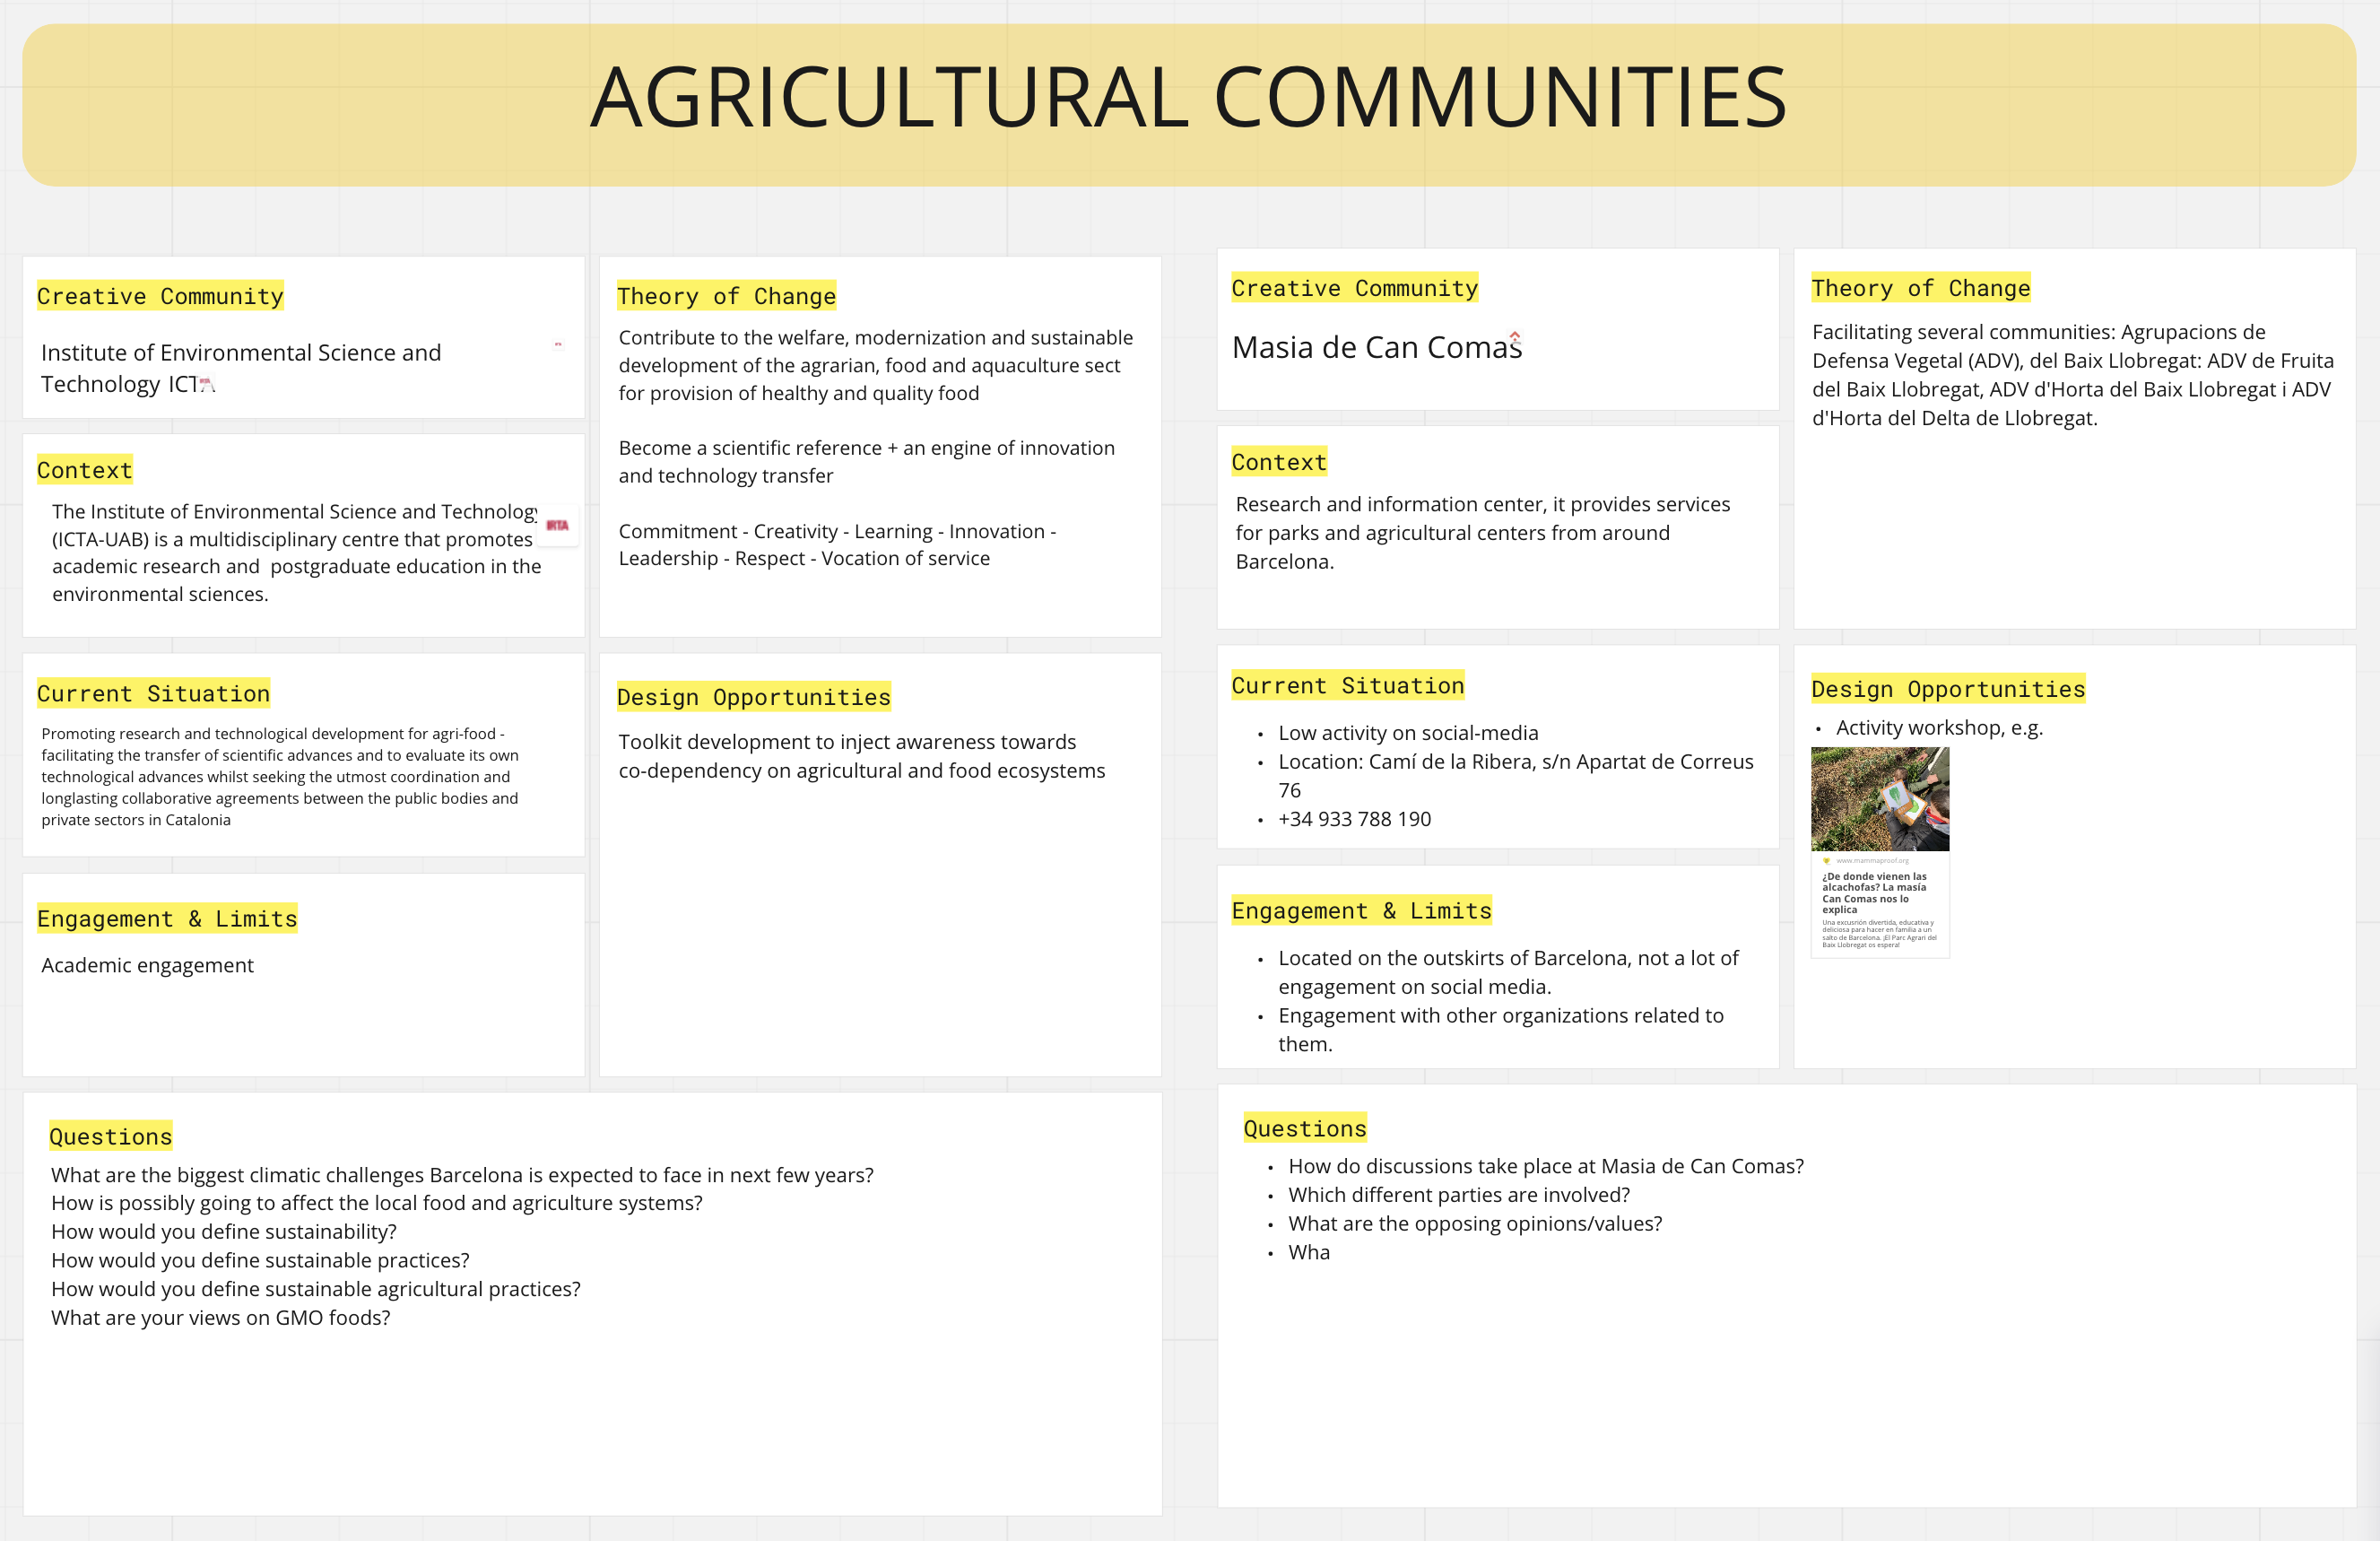 AGRICULTURAL COMMUNITIES
Creative Community
Institute of Environmental Science and
Technology ICTA
Context
The Institute of Environmental Science and Technology
(ICTA-UAB) is a multidisciplinary centre that promotes
academic research and  postgraduate education in the
environmental sciences.
IRTA
Current Situation
Promoting research and technological development for agri-food -
facilitating the transfer of scientific advances and to evaluate its own
technological advances whilst seeking the utmost coordination and
longlasting collaborative agreements between the public bodies and
private sectors in Catalonia
Engagement & Limits
Academic engagement
Theory of Change
Contribute to the welfare, modernization and sustainable
development of the agrarian, food and aquaculture sect
for provision of healthy and quality food
Become a scientific reference + an engine of innovation
and technology transfer
Commitment - Creativity - Learning - Innovation -
Leadership - Respect - Vocation of service
Design Opportunities
Toolkit development to inject awareness towards
co-dependency on agricultural and food ecosystems
Questions
What are the biggest climatic challenges Barcelona is expected to face in next few years?
How is possibly going to affect the local food and agriculture systems?
How would you define sustainability?
How would you define sustainable practices?
How would you define sustainable agricultural practices?
What are your views on GMO foods?
Creative Community
Masia de Can Comas
Context
Research and information center, it provides services
for parks and agricultural centers from around
Barcelona.
Current Situation
• Low activity on social-media
• Location: Camí de la Ribera, s/n Apartat de Correus
76
• +34 933 788 190
Engagement & Limits
• Located on the outskirts of Barcelona, not a lot of
engagement on social media.
• Engagement with other organizations related to
them.
Theory of Change
Facilitating several communities: Agrupacions de
Defensa Vegetal (ADV), del Baix Llobregat: ADV de Fruita
del Baix Llobregat, ADV d'Horta del Baix Llobregat i ADV
d'Horta del Delta de Llobregat.
Design Opportunities
• Activity workshop, e.g.
www.mammaproof.org
¿De donde vienen las
alcachofas? La masía
Can Comas nos lo
explica
Una excusrión divertida, educativa y
deliciosa para hacer en familia a un
salto de Barcelona. ¡El Parc Agrari del
Baix Llobregat os espera!
Questions
• How do discussions take place at Masia de Can Comas?
• Which different parties are involved?
• What are the opposing opinions/values?
• Wha